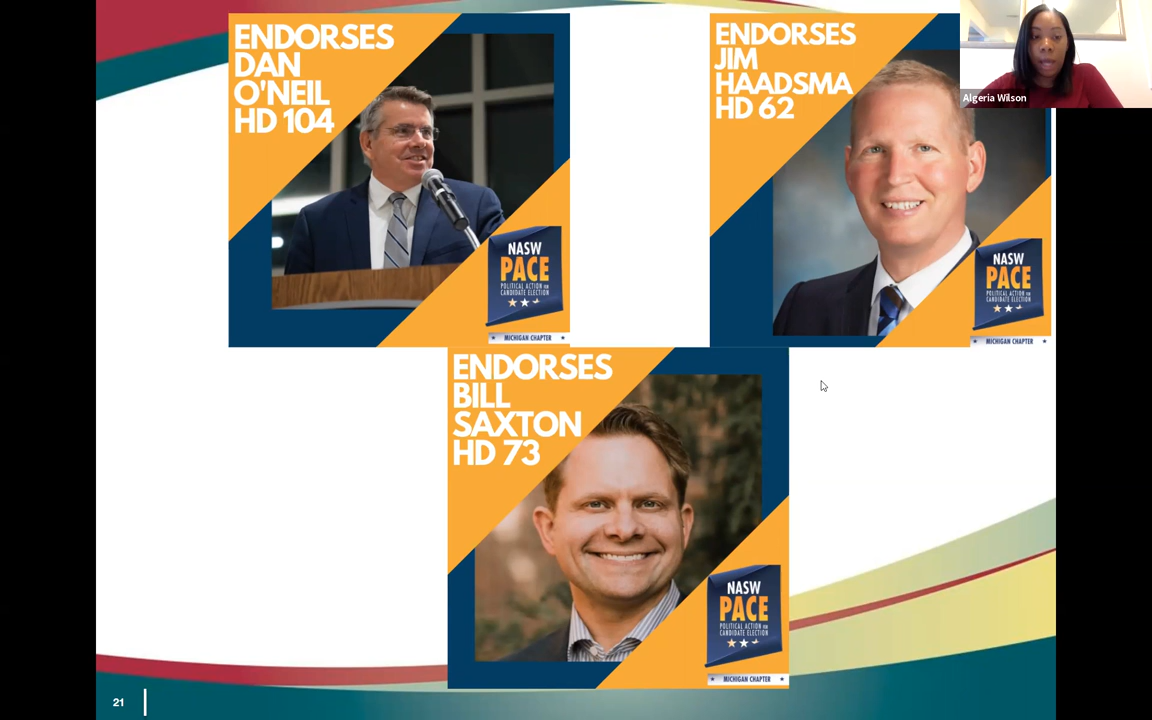 ENDORSES
DAN
O'NEIL
HD 104
NASW
PACE
POLITICAL ACTION FOR
CANDIDATE ELECTION
MICHIGAN CHAPTER
ENDORSES
JIM
HAADSMA
HD 62
NASW
PACE
POLITICAL ACTION FOR
CANDIDATE ELECTION
MICHIGAN CHAPTER
Algeria Wilson
ENDORSES
BILL
SAXTON
HD 73
NASW
PACE
POLITICAL ACTION FOR
CANDIDATE ELECTION
MICHIGAN CHAPTER
21